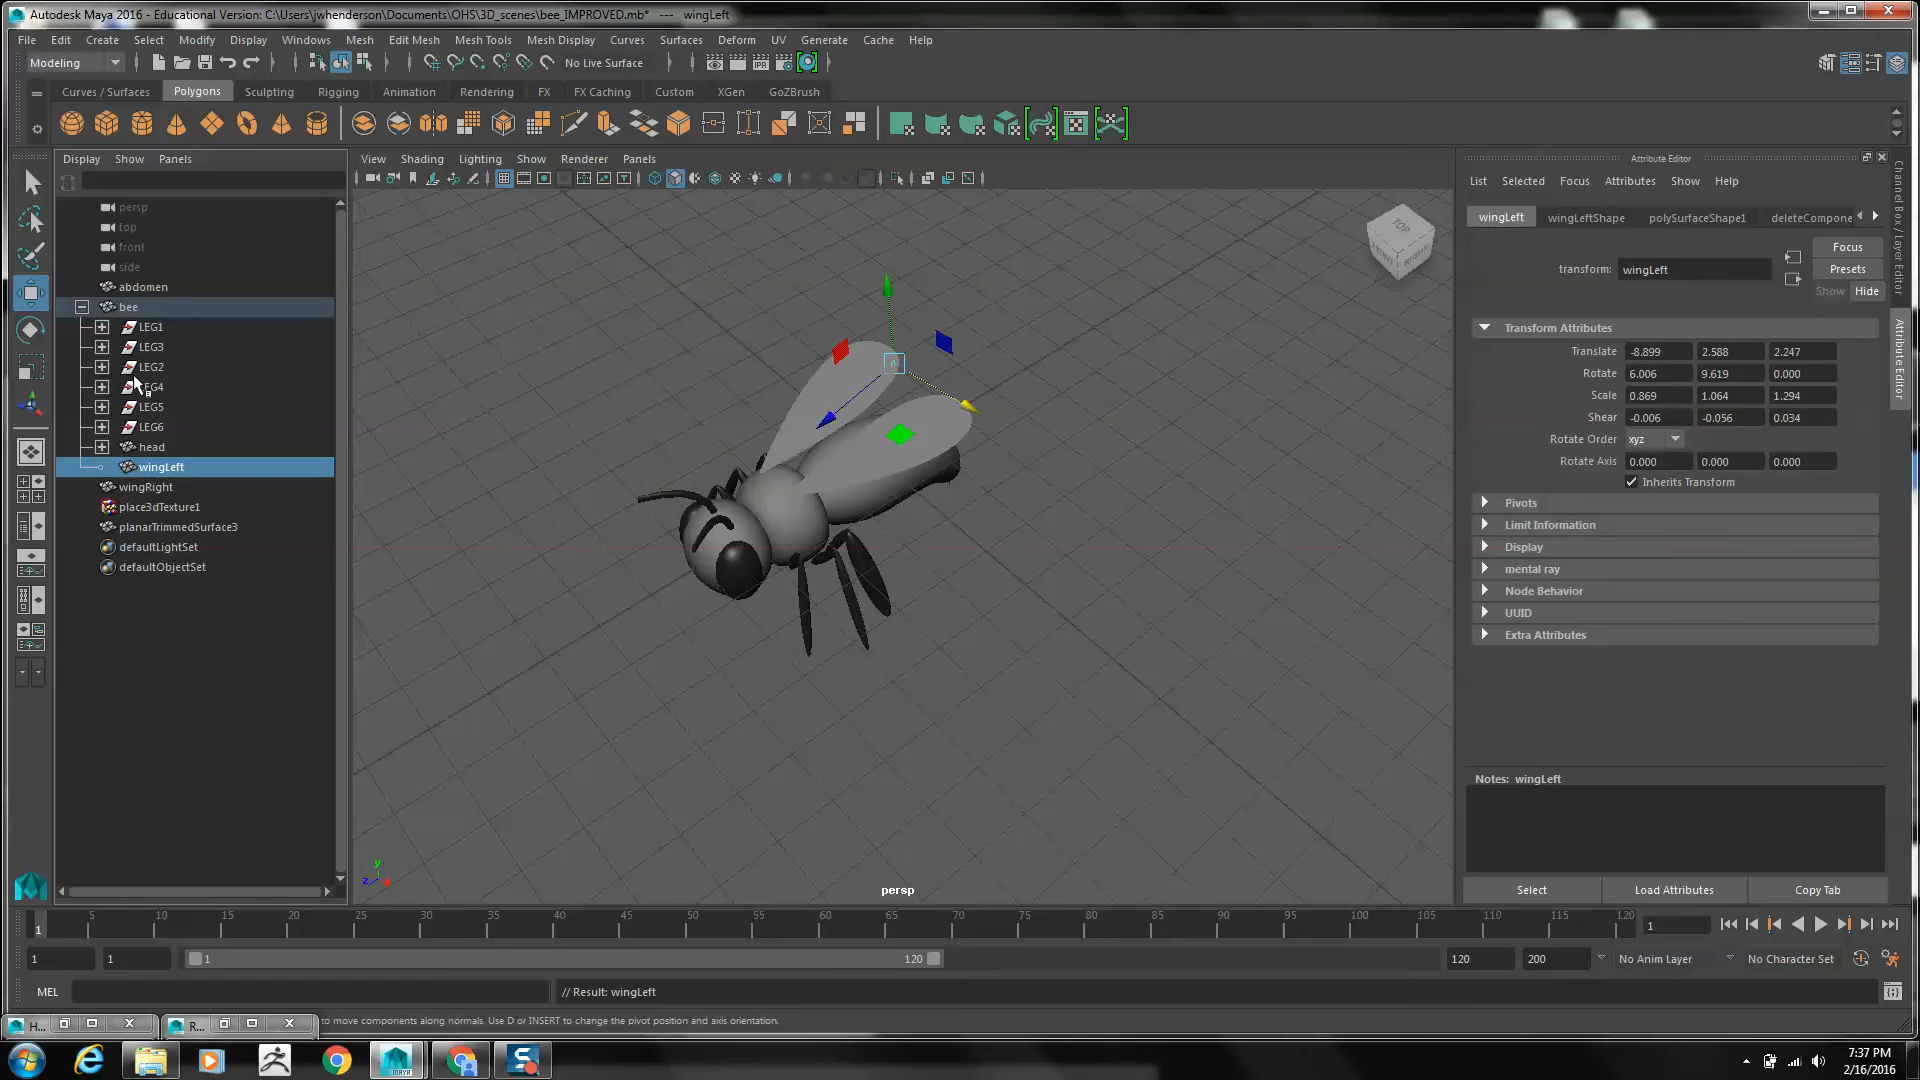 Autodesk Maya 2016 - Educational Version: C:\Users\jwhenderson\Documents\OHS\3D_scenes\bee_IMPROVED.mb* --- wingLeft
File Edit Create Select Modify Display Windows Mesh Edit Mesh Mesh Tools Mesh Display Curves Surfaces Deform UV Generate Cache Help
Modeling No Live Surface
Curves / Surfaces Polygons Sculpting Rigging Animation Rendering FX FX Caching Custom XGen GoZBrush
Display Show Panels
View Shading Lighting Show Renderer Panels
Attribute Editor
List Selected Focus Attributes Show Help
persp
top
front
side
abdomen
bee
LEG1
LEG3
LEG2
LEG5
LEG6
head
wingLeft
wingRight
place3dTexture1
planarTrimmedSurface3
defaultLightSet
defaultObjectSet
TOP
persp
y
z x
wingLeft wingLeftShape polySurfaceShape1 deleteCompone
Focus
transform: wingLeft Presets
Show Hide
Transform Attributes
Translate -8.899 2.588 2.247
Rotate 6.006 9.619 0.000
Scale 0.869 1.064 1.294
Shear -0.006 -0.056 0.034
Rotate Order xyz
Rotate Axis 0.000 0.000 0.000
Inherits Transform
Pivots
Limit Information
Display
mental ray
Node Behavior
UUID
Extra Attributes
Notes: wingLeft
Select Load Attributes Copy Tab
Channel Box / Layer Editor
Attribute Editor
1 5 10 15 20 25 30 35 40 45 50 55 60 65 70 75 80 85 90 95 100 105 110 115 120 1
1 1 1 120 120 200 No Anim Layer No Character Set
MEL // Result: wingLeft
H... R... to move components along normals. Use D or INSERT to change the pivot position and axis orientation.
MAYA
7:37 PM
2/16/2016